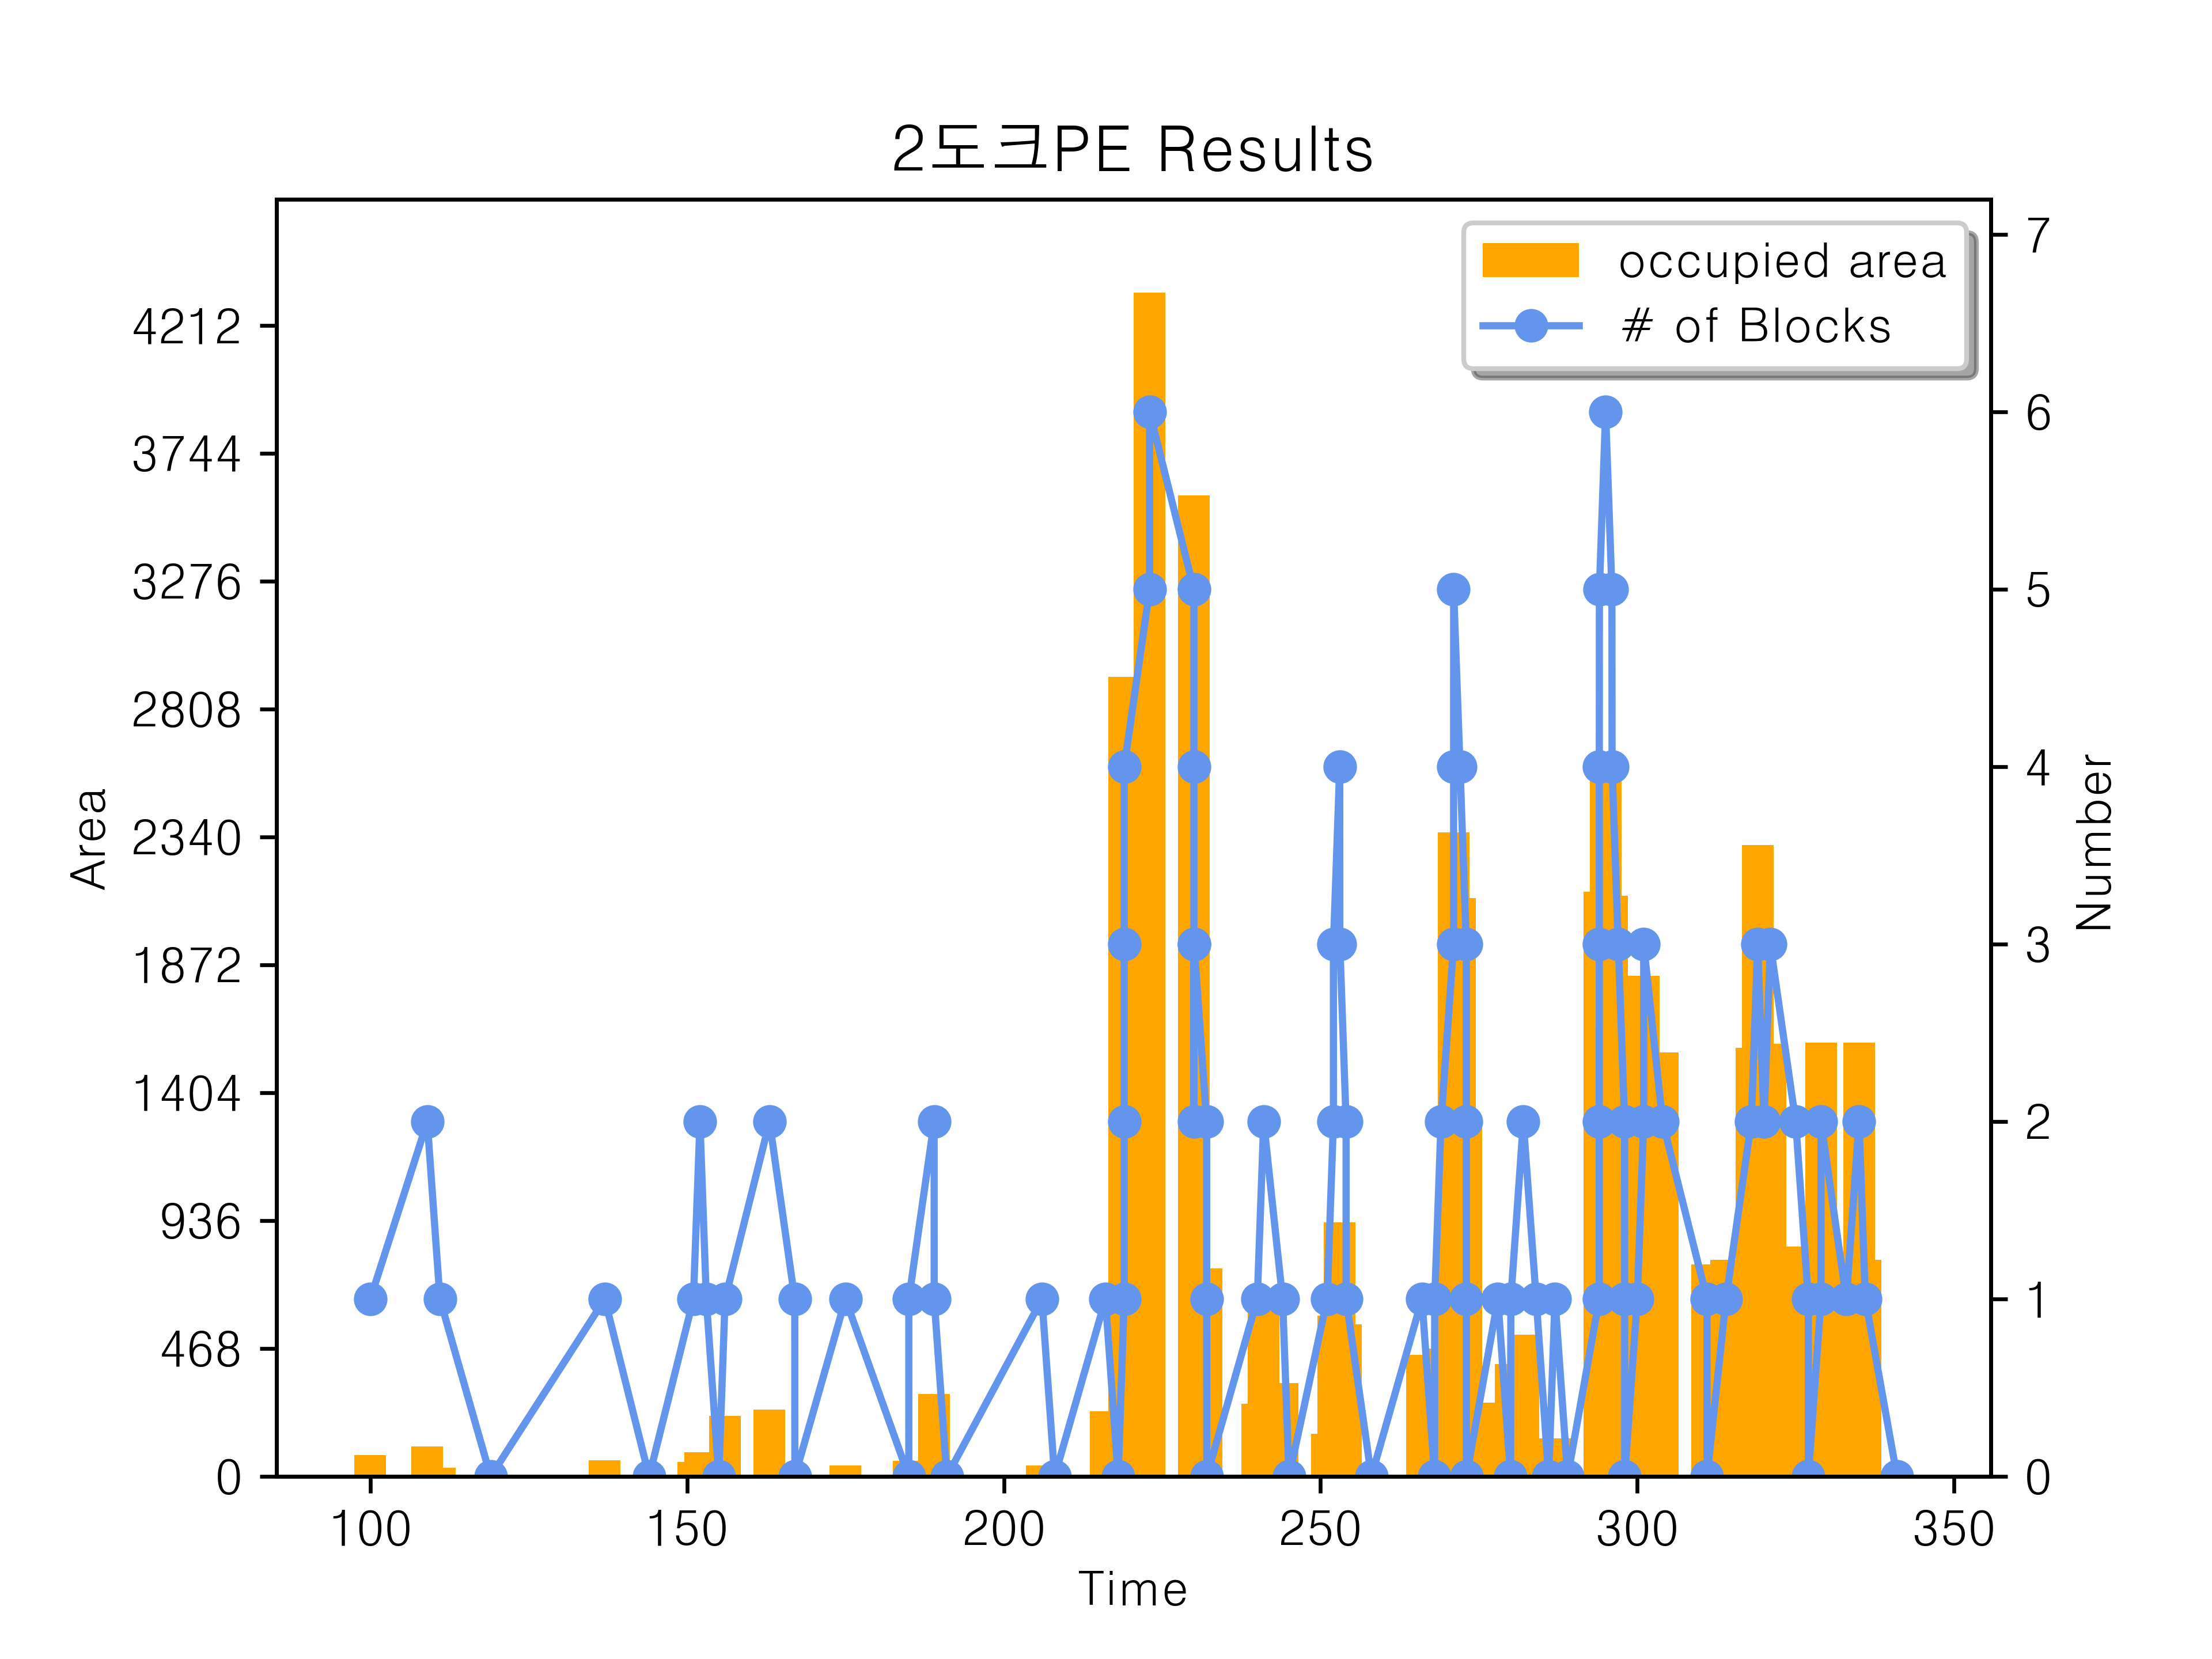 2도크PE Results
occupied area
# of Blocks
Area
4212
3744
3276
2808
2340
1872
1404
936
468
0
7
6
5
4
3
2
1
0
Number
100 150 200 250 300 350
Time